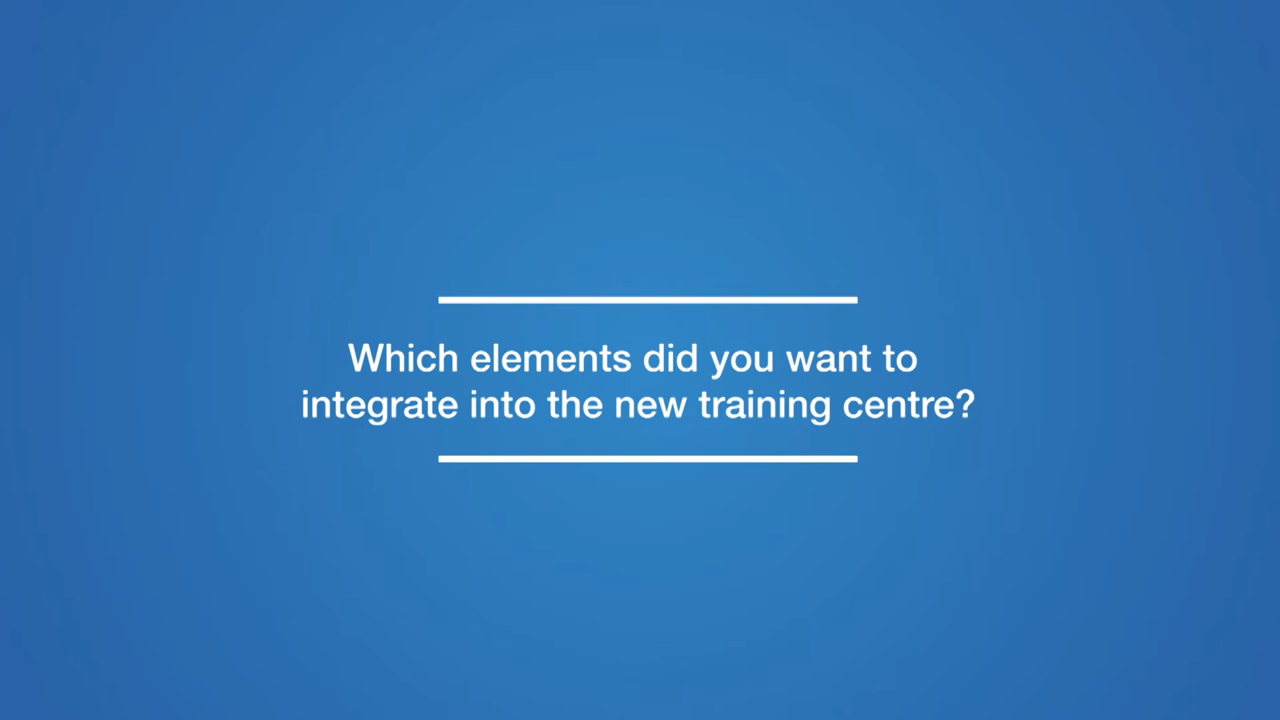 Which elements did you want to
integrate into the new training centre?